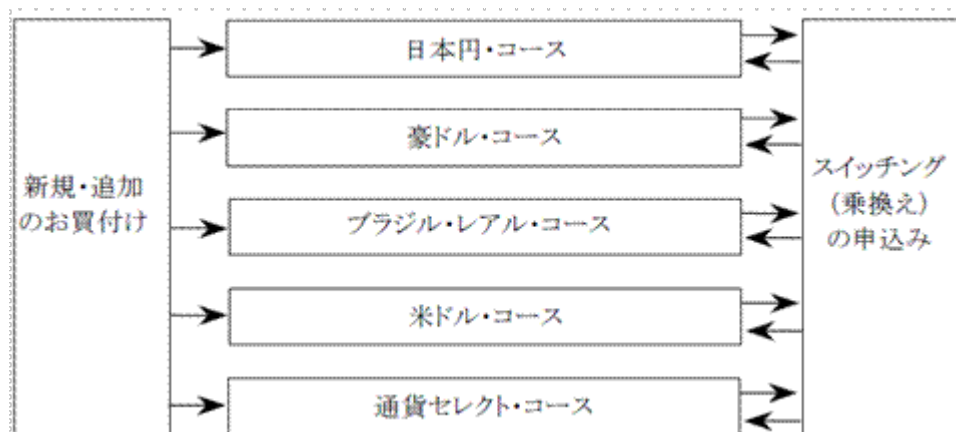 新規・追加
のお買付け
日本円・コース
豪ドル・コース
ブラジル・レアル・コース
米ドル・コース
通貨セレクト・コース
スイッチング
(乗換え)
の申込み